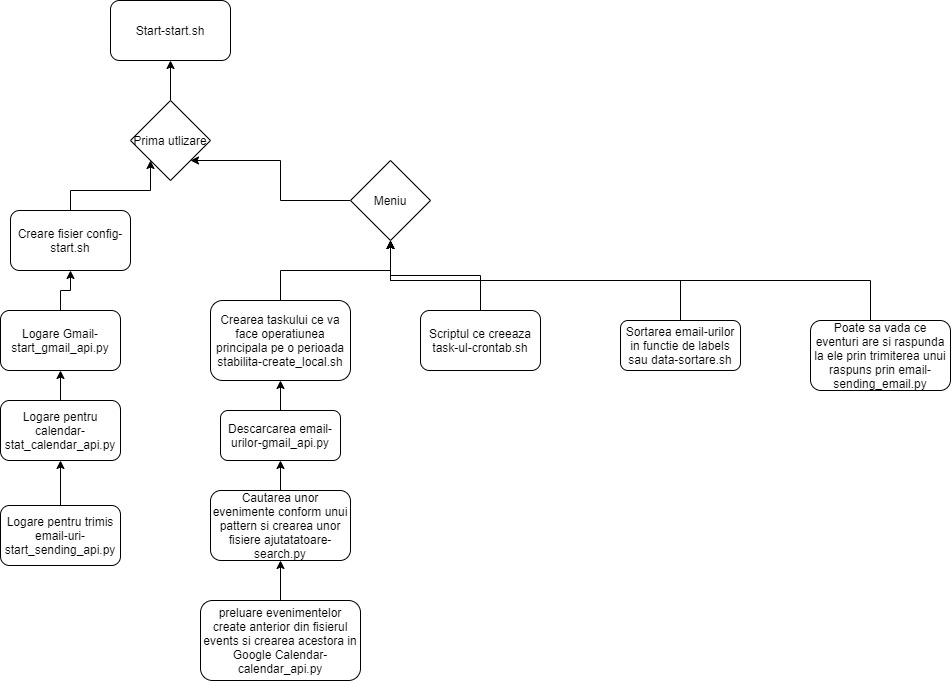 Start-start.sh
Prima utlizare
Meniu
Creare fisier config-
start.sh
Logare Gmail-
start_gmail_api.py
Logare pentru
calendar-
stat_calendar_api.py
Logare pentru trimis
email-uri-
start_sending_api.py
Crearea taskului ce va
face operatiunea
principala pe o perioada
stabilita-create_local.sh
Descarcarea email-
urilor-gmail_api.py
Cautarea unor
evenimente conform unui
pattern si crearea unor
fisiere ajutatatoare-
search.py
preluare evenimentelor
create anterior din fisierul
events si crearea acestora in
Google Calendar-
calendar_api.py
Scriptul ce creeaza
task-ul-crontab.sh
Sortarea email-urilor
in functie de labels
sau data-sortare.sh
Poate sa vada ce
eventuri are si raspunda
la ele prin trimiterea unui
raspuns prin email-
sending_email.py